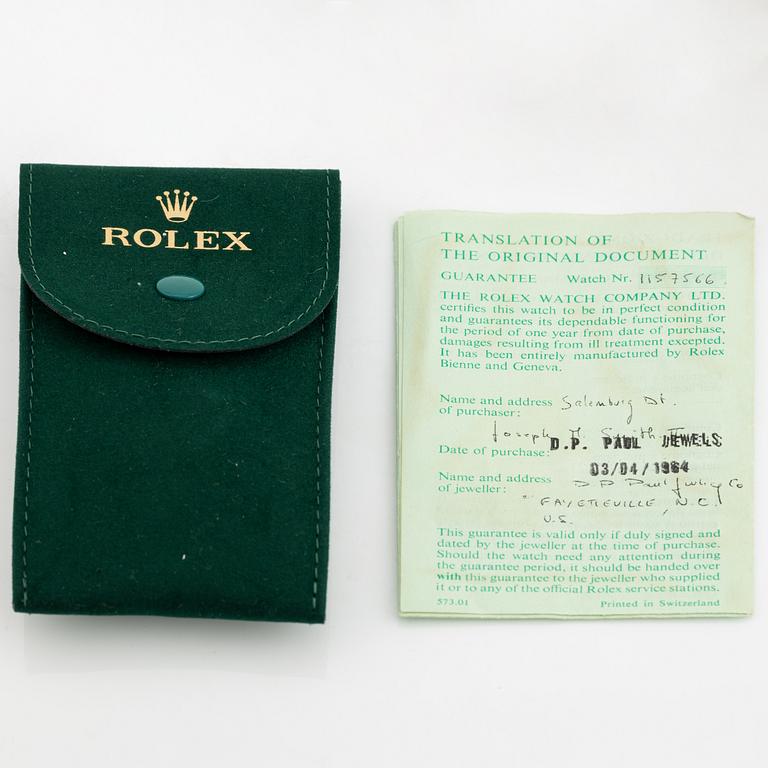 ROLEX
TRANSLATION OF
THE ORIGINAL DOCUMENT
GUARANTEE Watch Nr. 1157566
THE ROLEX WATCH COMPANY LTD.
certifies this watch to be in perfect condition
and guarantees its dependable functioning for
the period of one year from date of purchase,
damages resulting from ill treatment excepted.
It has been entirely manufactured by Rolex
Bienne and Geneva.
Name and address Salemburg Dt.
of purchaser:
Joseph Smith
D.P. PAUL JEWELS
Date of purchase:
03/04/1964
Name and address D P Paul Co
of jeweller:
FAYETTEVILLE, N.C.
U.S.
This guarantee is valid only if duly signed and
dated by the jeweller at the time of purchase.
Should the watch need any attention during
the guarantee period, it should be handed over
with this guarantee to the jeweller who supplied
it or to any of the official Rolex service stations.
573.01 Printed in Switzerland